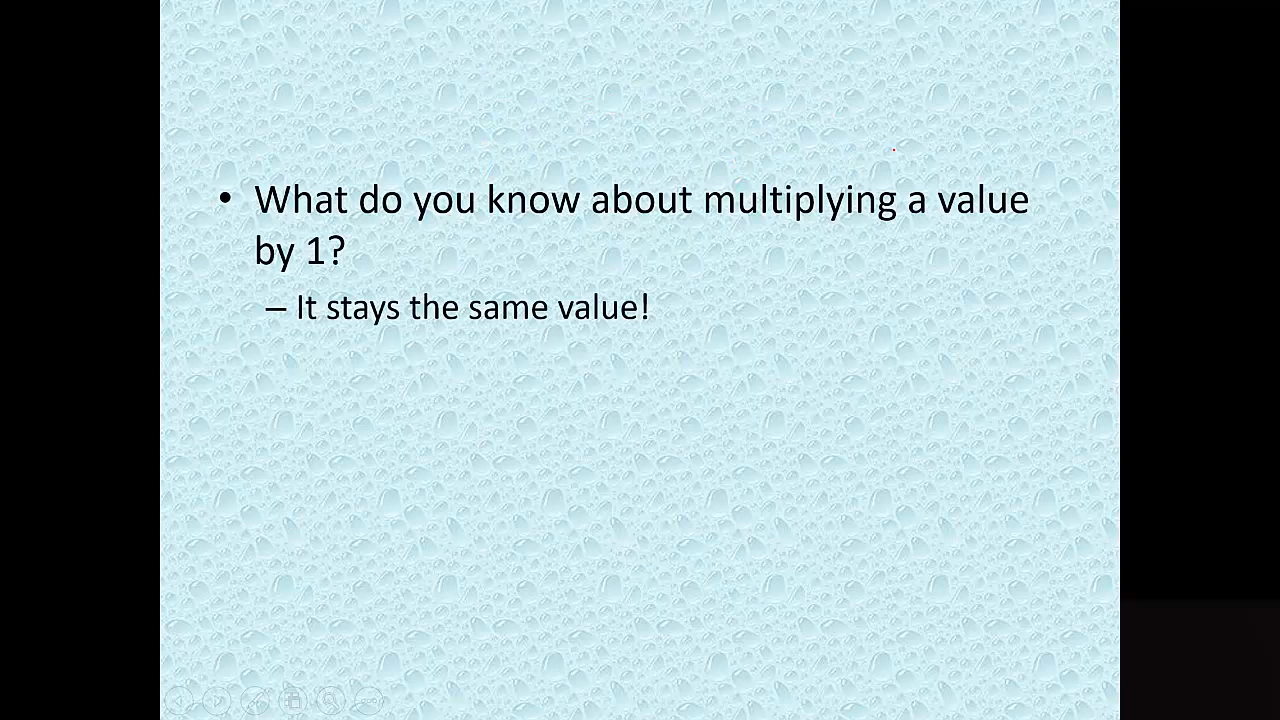 • What do you know about multiplying a value
by 1?
– It stays the same value!